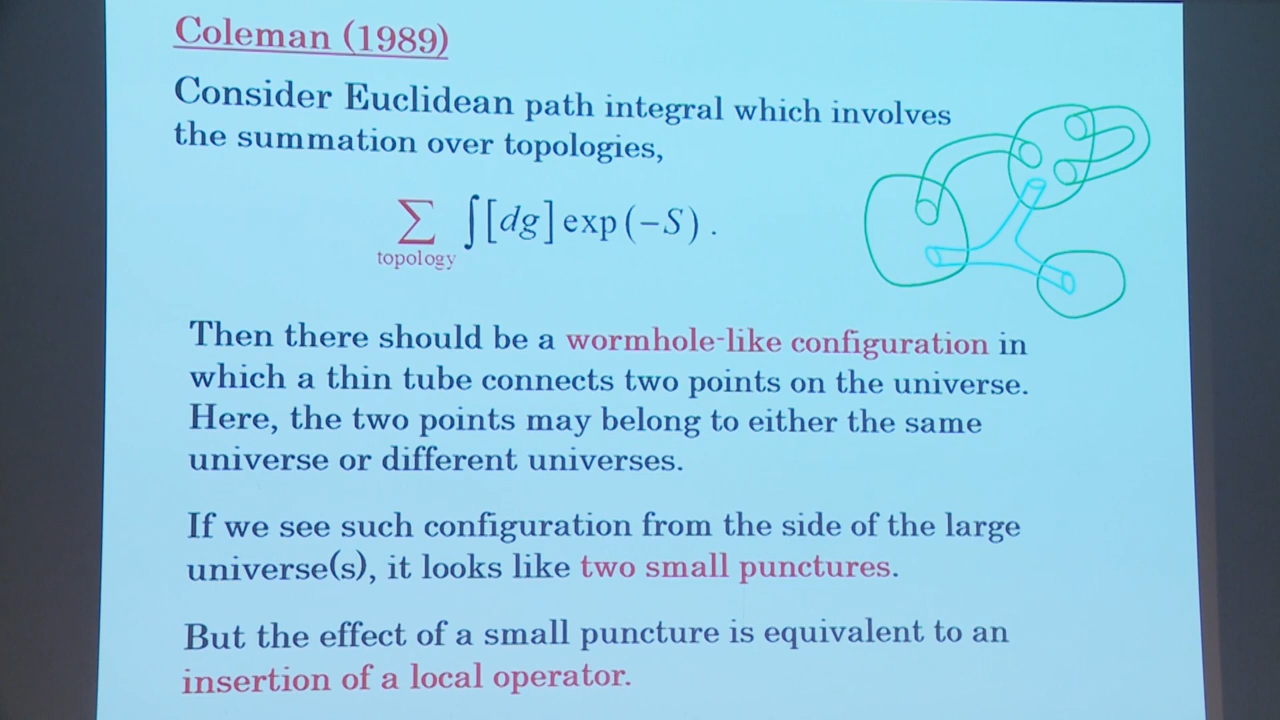 Coleman (1989)
Consider Euclidean path integral which involves
the summation over topologies,
∑ ∫[dg] exp(−S) .
topology
Then there should be a wormhole-like configuration in
which a thin tube connects two points on the universe.
Here, the two points may belong to either the same
universe or different universes.
If we see such configuration from the side of the large
universe(s), it looks like two small punctures.
But the effect of a small puncture is equivalent to an
insertion of a local operator.